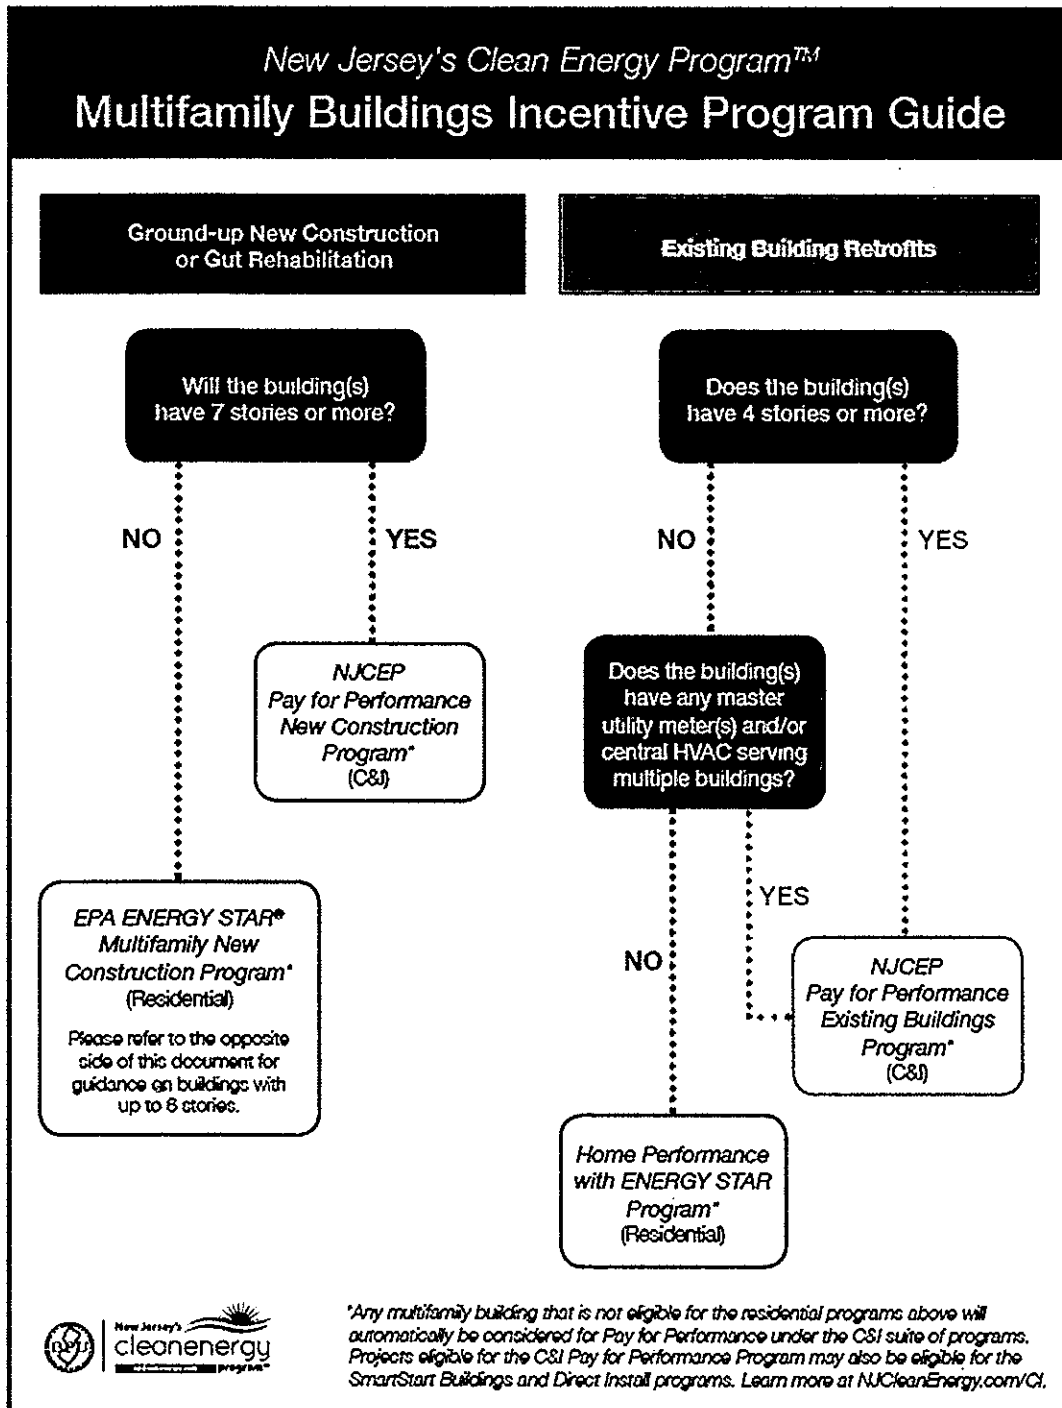 New Jersey's Clean Energy Program™
Multifamily Buildings Incentive Program Guide
Ground-up New Construction
or Gut Rehabilitation
Will the building(s)
have 7 stories or more?
NO
YES
NJCEP
Pay for Performance
New Construction
Program*
(C&I)
EPA ENERGY STAR®
Multifamily New
Construction Program*
(Residential)
Please refer to the opposite
side of this document for
guidance on buildings with
up to 6 stories.
Existing Building Retrofits
Does the building(s)
have 4 stories or more?
NO
YES
Does the building(s)
have any master
utility meter(s) and/or
central HVAC serving
multiple buildings?
NO
YES
NJCEP
Pay for Performance
Existing Buildings
Program*
(C&I)
Home Performance
with ENERGY STAR
Program*
(Residential)
New Jersey's
cleanenergy
program™
*Any multifamily building that is not eligible for the residential programs above will
automatically be considered for Pay for Performance under the C&I suite of programs.
Projects eligible for the C&I Pay for Performance Program may also be eligible for the
SmartStart Buildings and Direct Install programs. Learn more at NJCleanEnergy.com/CI.